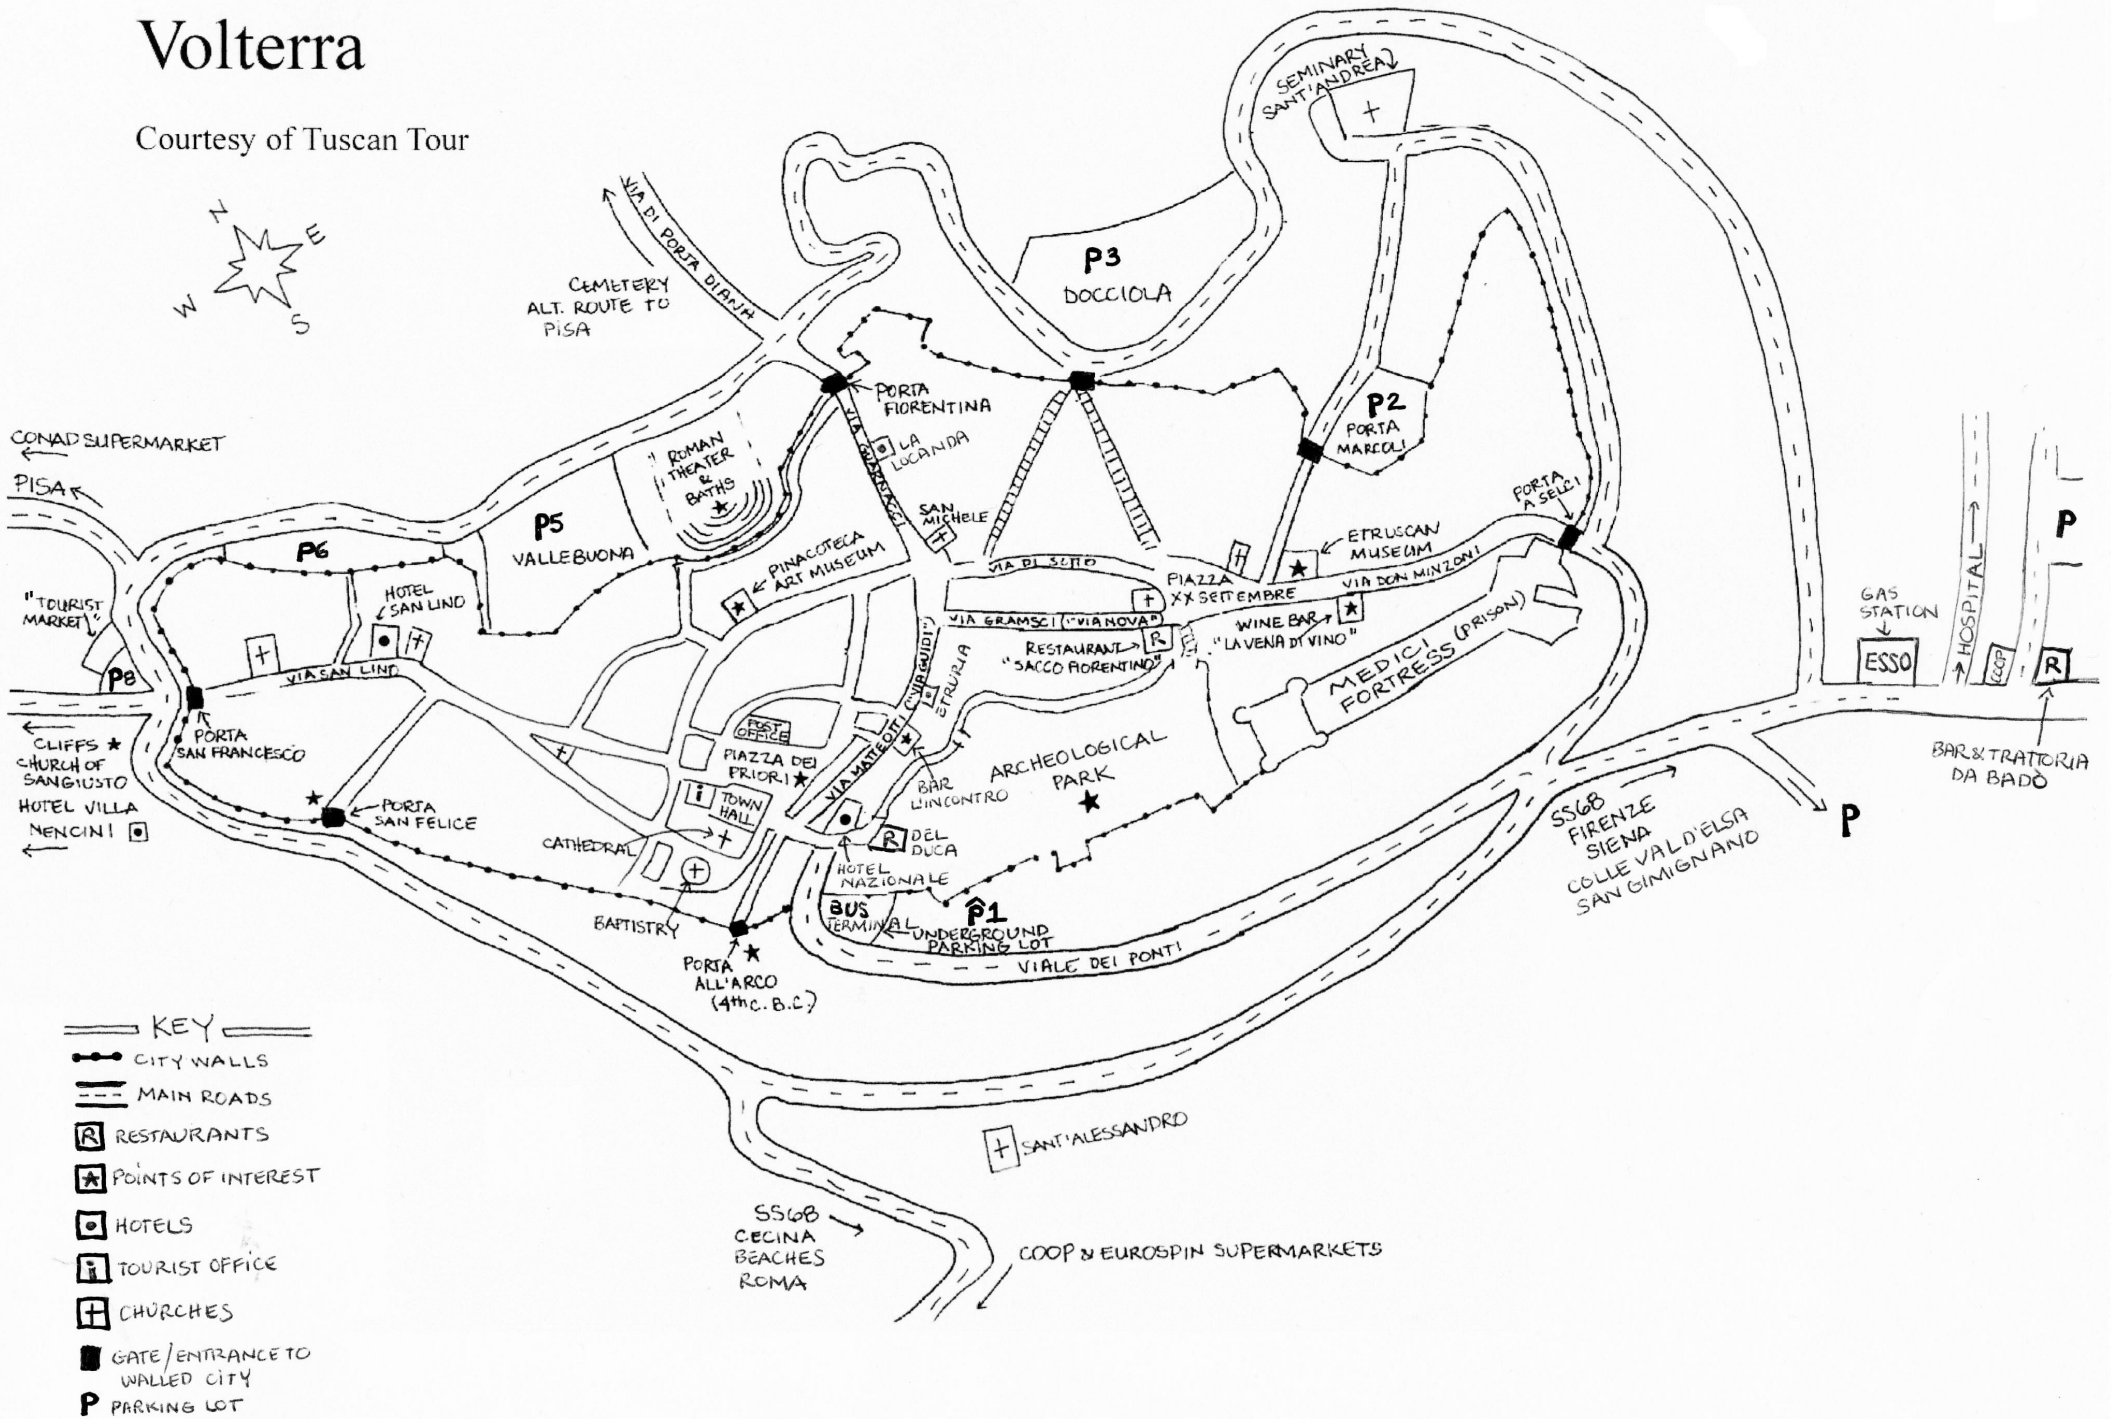 Volterra
Courtesy of Tuscan Tour
N
E
W
S
SEMINARY
SANT'ANDREA
VIA DI PORTA DIANA
CEMETERY
ALT. ROUTE TO
PISA
P3
DOCCIOLA
PORTA
FIORENTINA
P2
PORTA
MARCOLI
CONAD SUPERMARKET
PISA
ROMAN
THEATER
&
BATHS
VIA GUARNACCI
LA
LOCANDA
SAN
MICHELE
PORTA
A SELCI
P5
VALLEBUONA
P6
PINACOTECA
ART MUSEUM
ETRUSCAN
MUSEUM
VIA DI SOTTO
VIA DON MINZONI
PIAZZA
XX SETTEMBRE
"TOURIST
MARKET"
HOTEL
SAN LINO
P8
VIA SAN LINO
VIA GRAMSCI ("VIA NOVA")
R
RESTAURANT
"SACCO FIORENTINO"
WINE BAR
"LA VENA DI VINO"
MEDICI
FORTRESS (PRISON)
GAS
STATION
ESSO
HOSPITAL
COOP
R
P
BAR & TRATTORIA
DA BADÒ
P
PORTA
SAN FRANCESCO
CLIFFS
CHURCH OF
SAN GIUSTO
HOTEL VILLA
NENCINI
PORTA
SAN FELICE
POST
OFFICE
PIAZZA DEI
PRIORI
VIA MATTEOTTI ("VIA GUIDI")
ETRURIA
i
TOWN
HALL
CATHEDRAL
BAR
L'INCONTRO
ARCHEOLOGICAL
PARK
R
DEL
DUCA
HOTEL
NAZIONALE
BAPTISTRY
BUS
TERMINAL
P1
UNDERGROUND
PARKING LOT
VIALE DEI PONTI
PORTA
ALL'ARCO
(4th C. B.C.)
SS68
FIRENZE
SIENA
COLLE VAL D'ELSA
SAN GIMIGNANO
SANT'ALESSANDRO
SS68
CECINA
BEACHES
ROMA
COOP & EUROSPIN SUPERMARKETS
KEY
CITY WALLS
MAIN ROADS
R RESTAURANTS
POINTS OF INTEREST
HOTELS
i TOURIST OFFICE
CHURCHES
GATE/ENTRANCE TO
WALLED CITY
P PARKING LOT